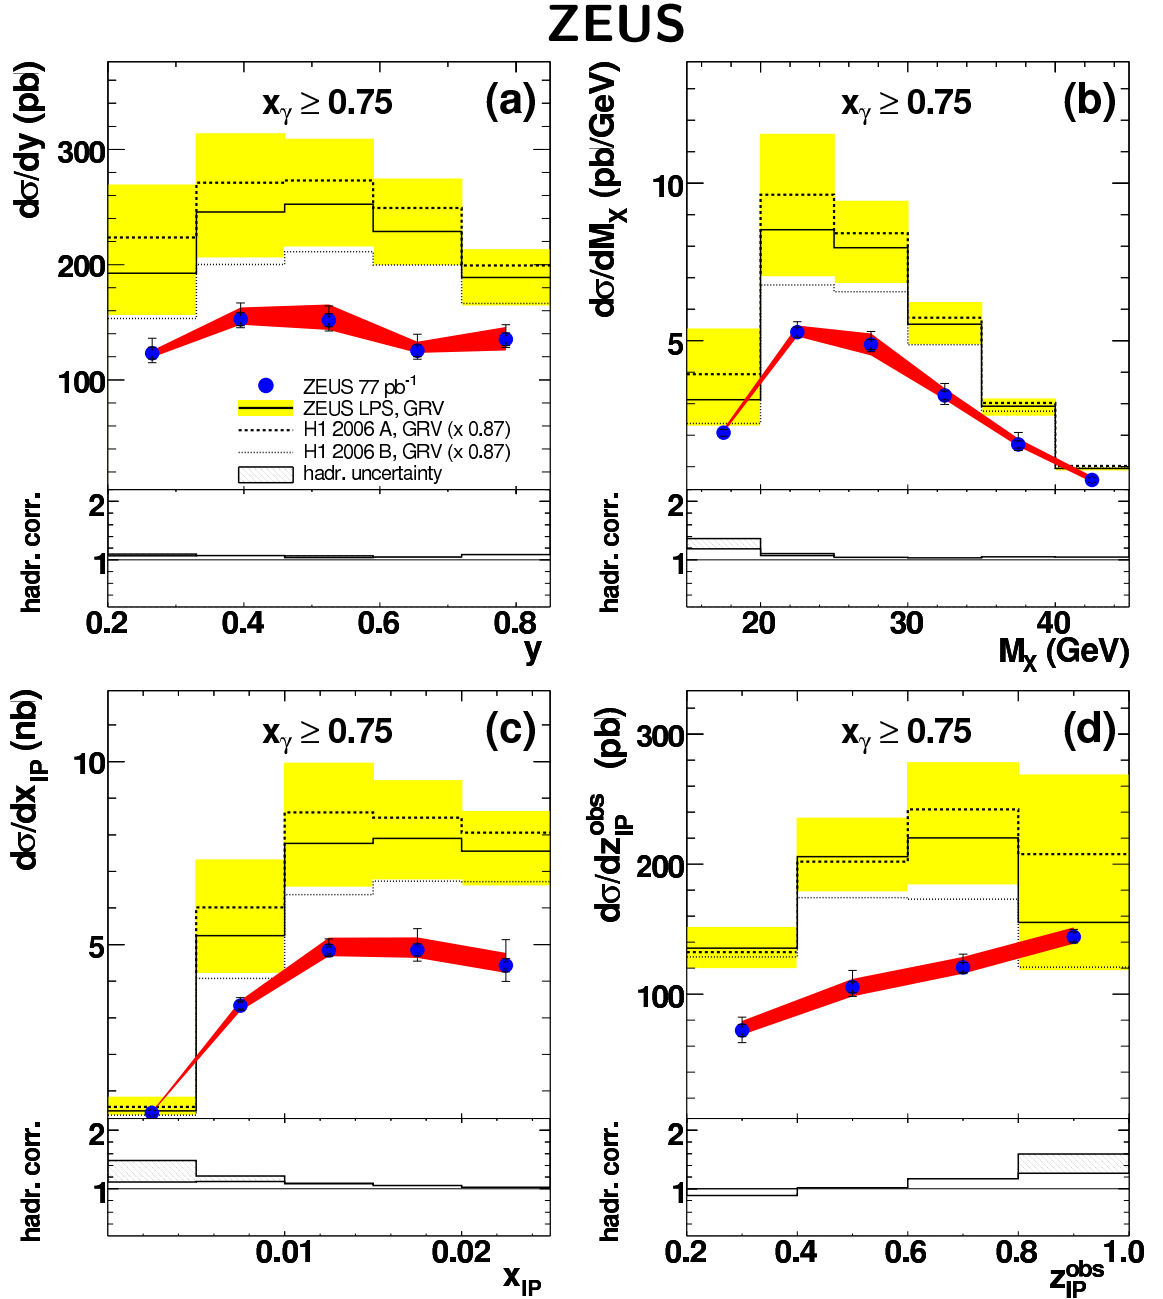 ZEUS
dσ/dy (pb)
x_γ ≥ 0.75
(a)
300
200
100
ZEUS 77 pb⁻¹
ZEUS LPS, GRV
H1 2006 A, GRV (x 0.87)
H1 2006 B, GRV (x 0.87)
hadr. uncertainty
hadr. corr.
2
1
0.2 0.4 0.6 0.8
y
dσ/dM_X (pb/GeV)
x_γ ≥ 0.75
(b)
10
5
hadr. corr.
2
1
20 30 40
M_X (GeV)
dσ/dx_IP (nb)
x_γ ≥ 0.75
(c)
10
5
hadr. corr.
2
1
0.01 0.02
x_IP
dσ/dz_IP^obs (pb)
x_γ ≥ 0.75
(d)
300
200
100
hadr. corr.
2
1
0.2 0.4 0.6 0.8 1.0
z_IP^obs